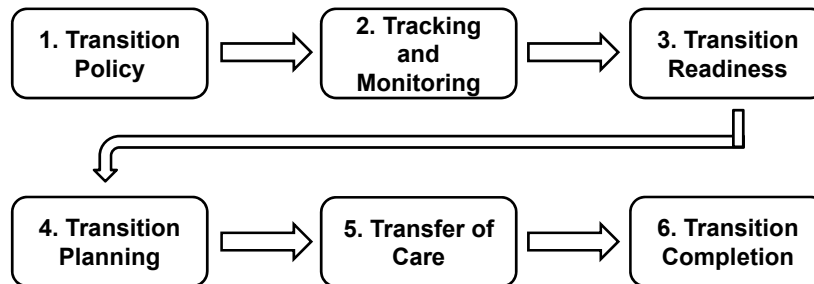 1. Transition
Policy
2. Tracking
and
Monitoring
3. Transition
Readiness
4. Transition
Planning
5. Transfer of
Care
6. Transition
Completion